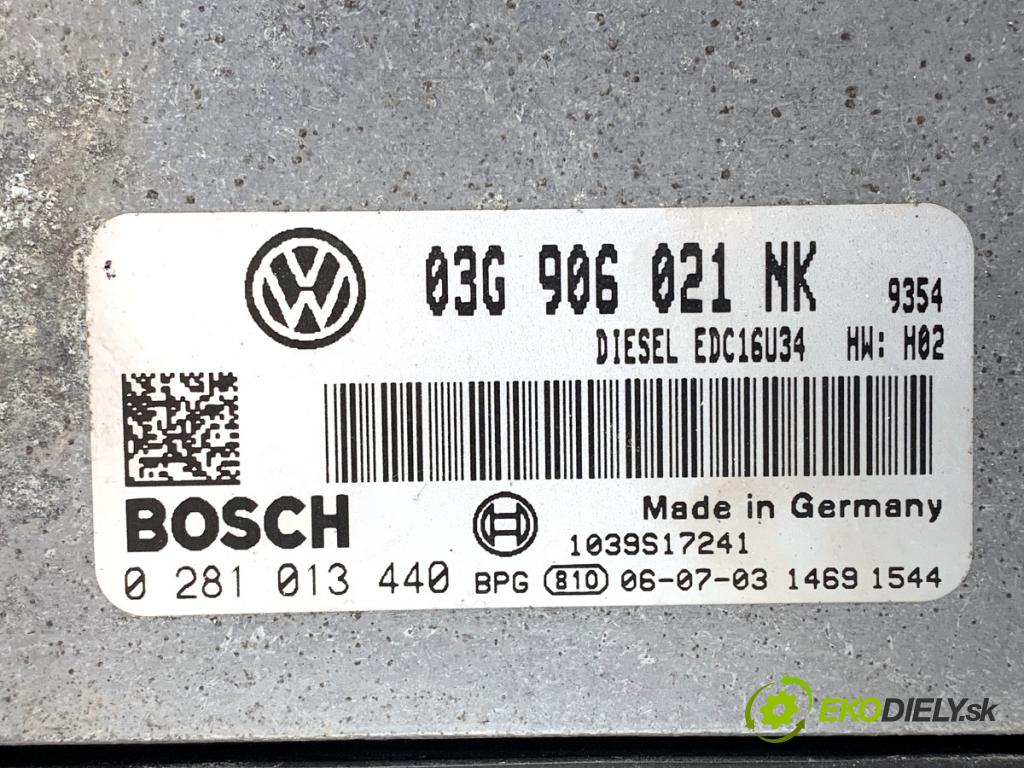 03G 906 021 NK 9354
DIESEL EDC16U34 HW: H02
BOSCH
Made in Germany
1039S17241
0 281 013 440 BPG 810 06-07-03 1469 1544
EKODIELY.sk